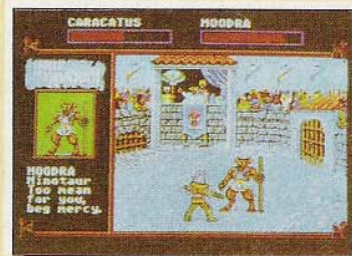 CARACATUS
MOODRA
MOODRA
Minotaur
Too mean
for you,
beg mercy.